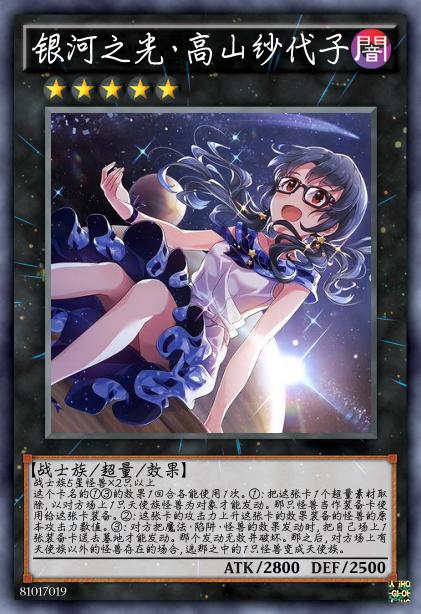 银河之光·高山纱代子
闇
【战士族/超量/效果】
战士族5星怪兽×2只以上
这个卡名的①③的效果1回合各能使用1次。①:把这张卡1个超量素材取
除,以对方场上1只天使族怪兽为对象才能发动。那只怪兽当作装备卡使
用给这张卡装备。②:这张卡的攻击力上升这张卡的效果装备的怪兽的原
本攻击力数值。③:对方把魔法·陷阱·怪兽的效果发动时,把自己场上1
张装备卡送去墓地才能发动。那个发动无效并破坏。那之后,对方场上有
天使族以外的怪兽存在的场合,选那之中的1只怪兽变成天使族。
ATK/2800 DEF/2500
81017019